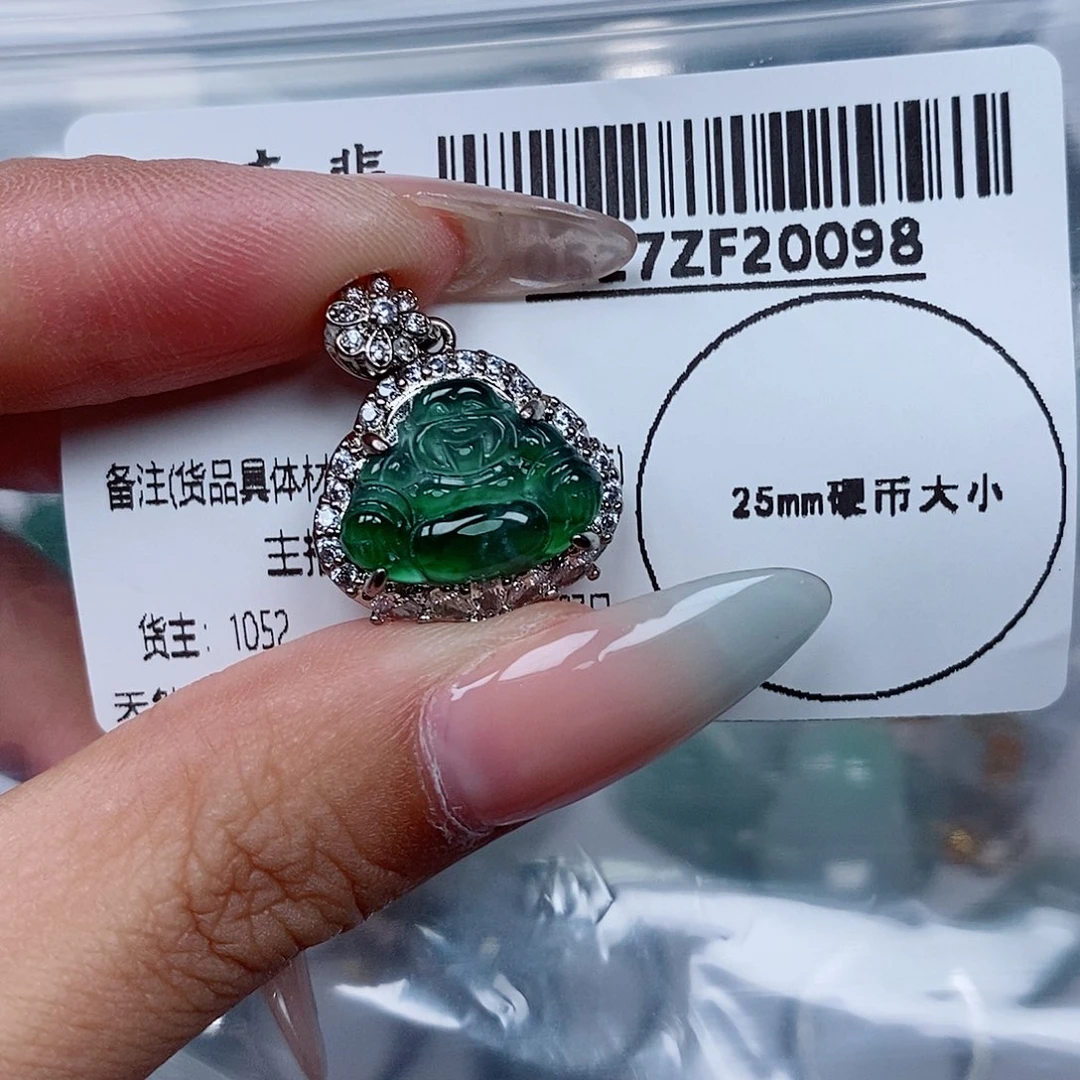 7ZF20098
备注(货品具体材
25mm硬币大小
主
货主: 1052